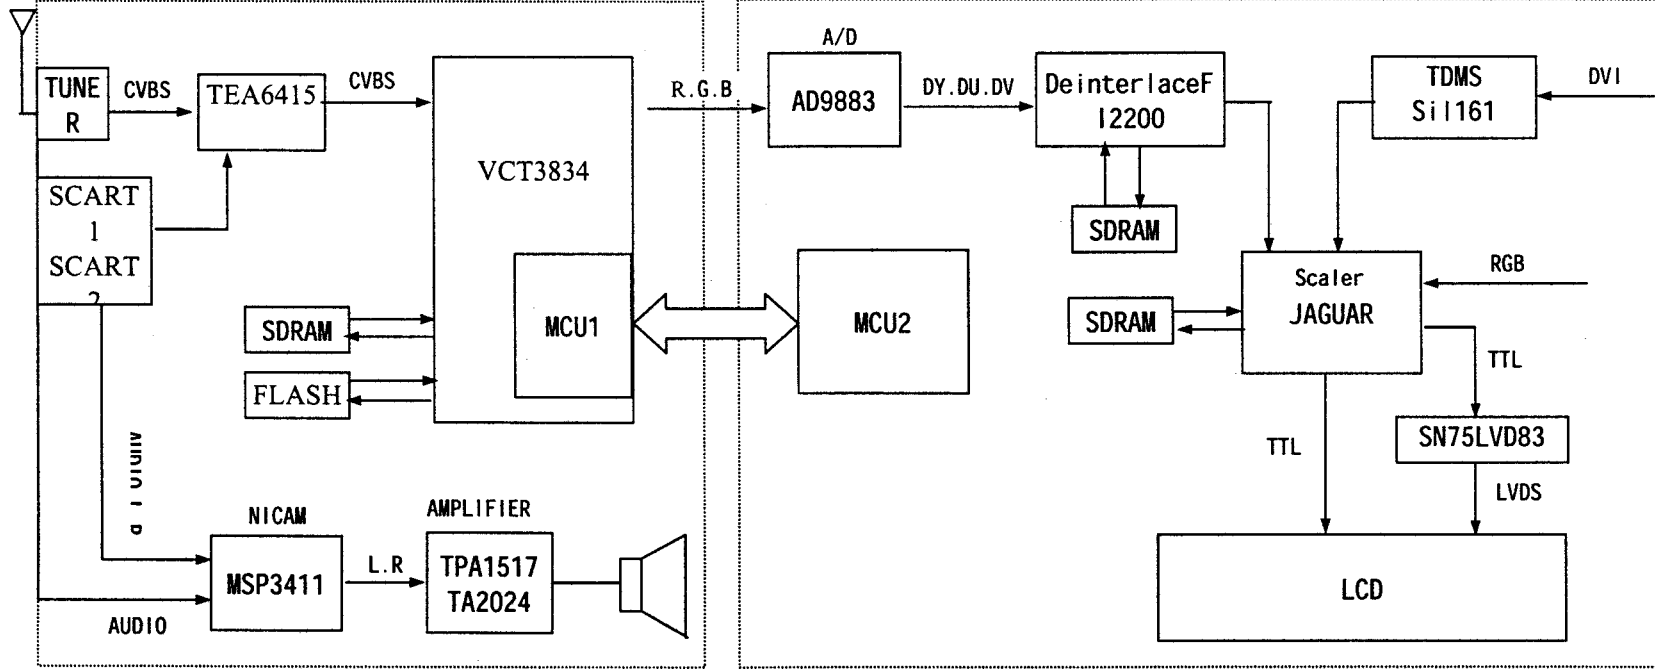 A/D
TUNE
R
CVBS
TEA6415
CVBS
VCT3834
R.G.B
AD9883
DY.DU.DV
DeinterlaceF
I2200
TDMS
Sil161
DVI
SCART
1
SCART
2
SDRAM
Scaler
JAGUAR
RGB
SDRAM
MCU1
MCU2
SDRAM
FLASH
TTL
TTL
SN75LVD83
LVDS
NICAM
MSP3411
L.R
AMPLIFIER
TPA1517
TA2024
AUDIO
LCD